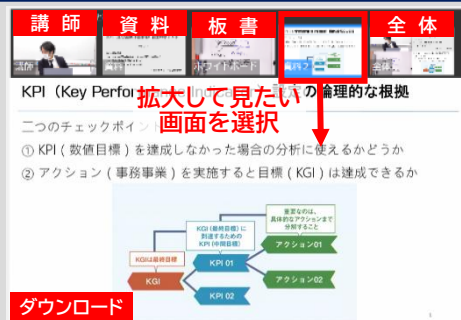 講師 資料 板書 全体
講師 資料 ホワイトボード 資料2 全体
拡大して見たい
画面を選択
KPI（Key Perfor
の論理的な根拠
二つのチェックポイン
① KPI ( 数値目標 ) を達成しなかった場合の分析に使えるかどうか
② アクション ( 事務事業 ) を実施すると目標 ( KGI ) は達成できるか
重要なのは、
具体的なアクションまで
分解すること
KGI（最終目標）に
到達するための
KPI（中間目標）
アクション01
KGIは最終目標
KPI 01
KGI
アクション02
KPI 02
ダウンロード